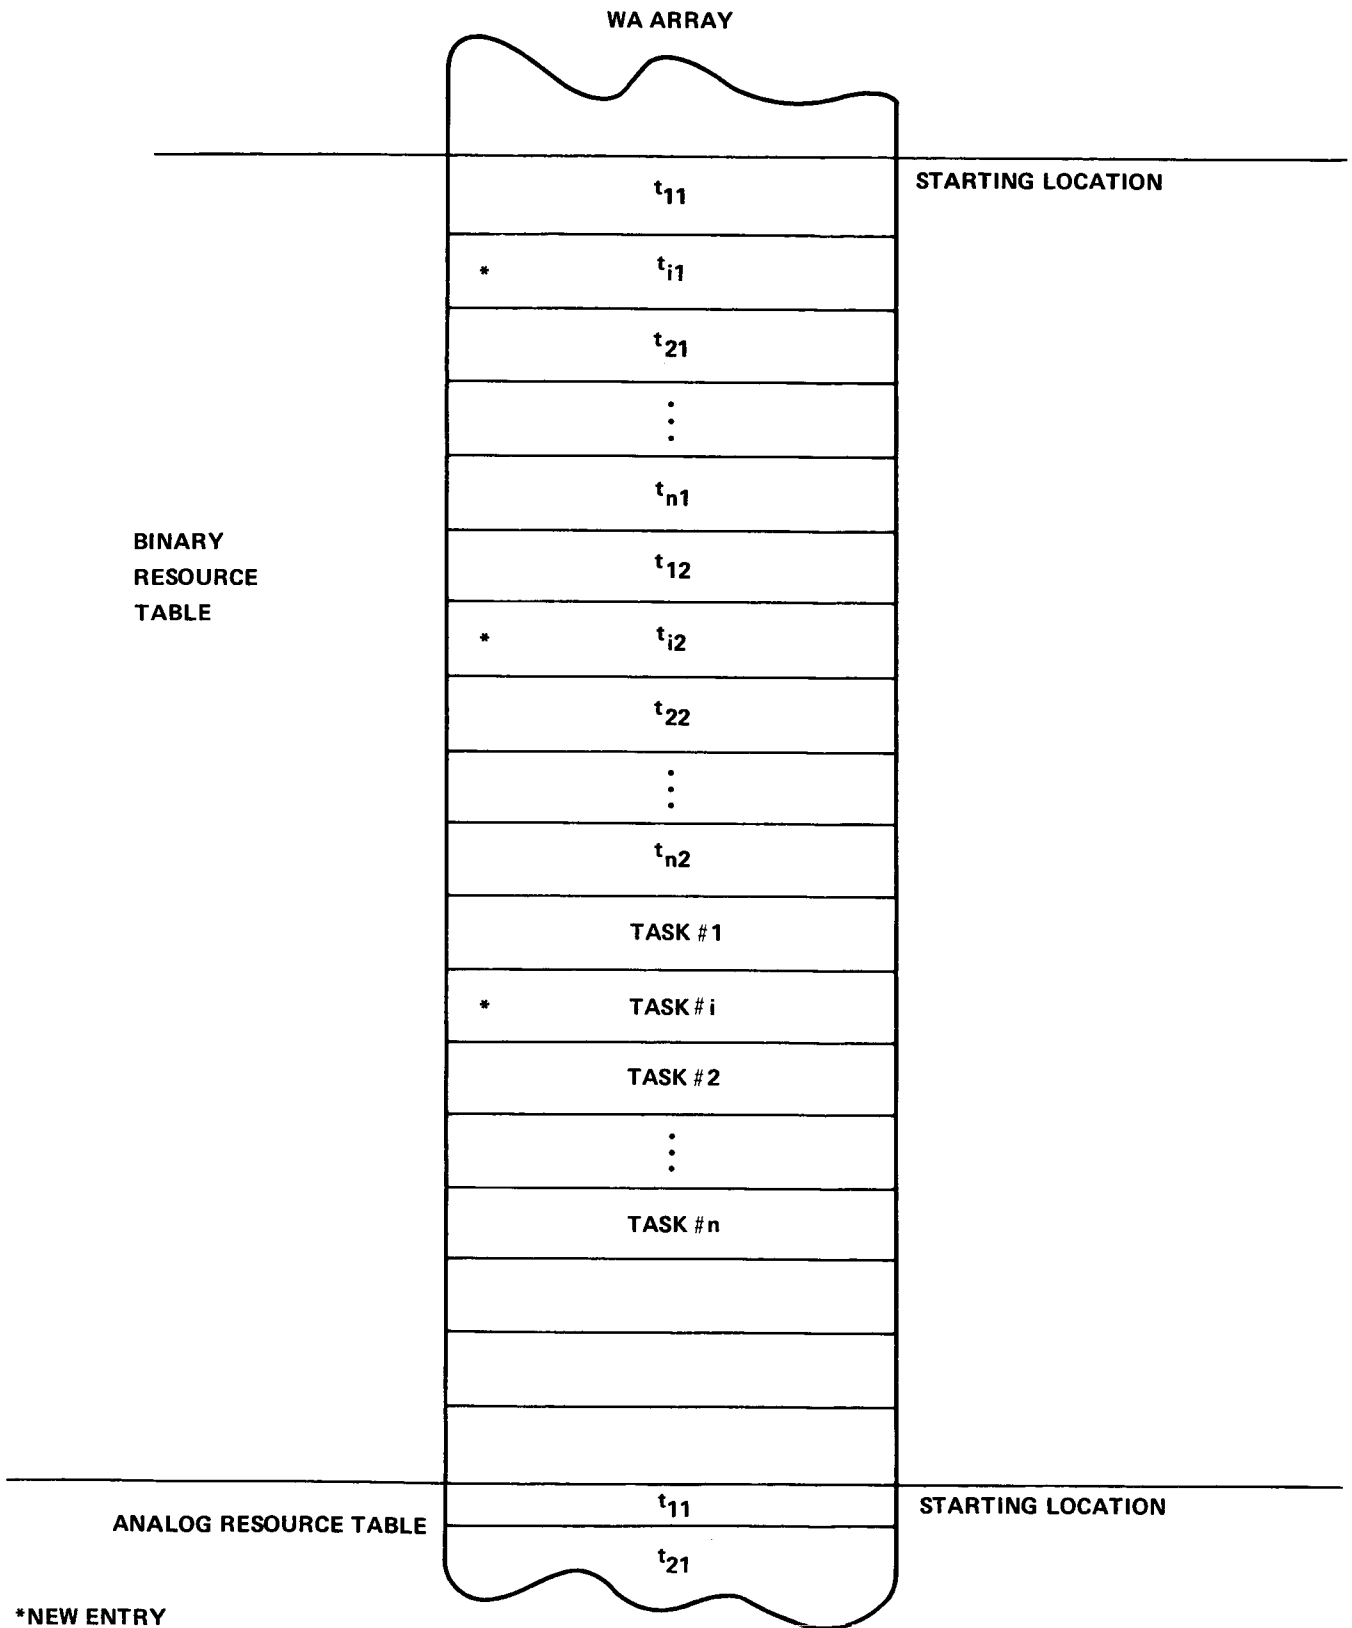 WA ARRAY
STARTING LOCATION
t11
* ti1
t21
⋮
tn1
BINARY
RESOURCE
TABLE
t12
* ti2
t22
⋮
tn2
TASK #1
* TASK # i
TASK #2
⋮
TASK #n
t11
STARTING LOCATION
ANALOG RESOURCE TABLE
t21
*NEW ENTRY